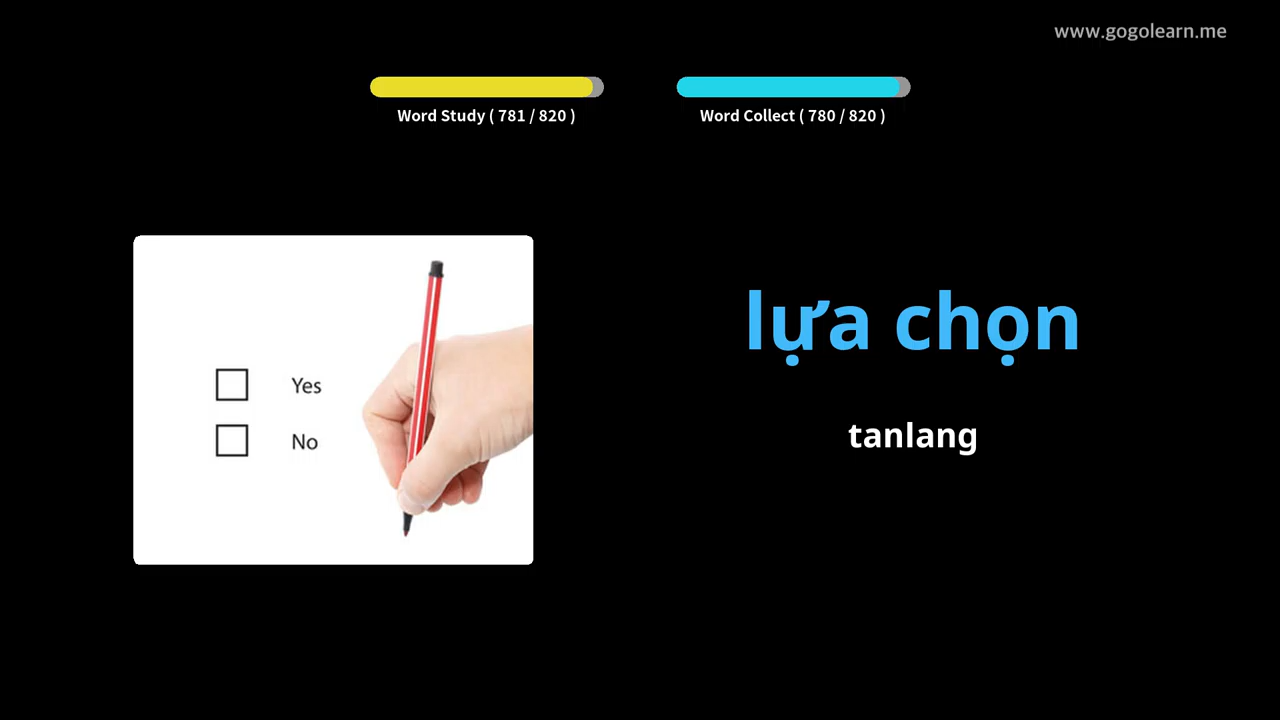 www.gogolearn.me
Word Study ( 781 / 820 )
Word Collect ( 780 / 820 )
Yes
No
lựa chọn
tanlang